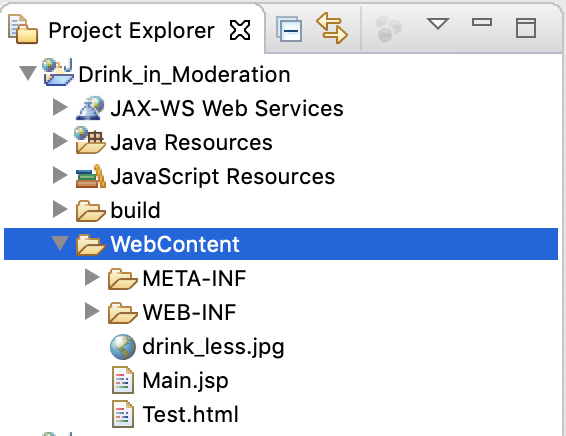 Project Explorer
Drink_in_Moderation
JAX-WS Web Services
Java Resources
JavaScript Resources
build
WebContent
META-INF
WEB-INF
drink_less.jpg
Main.jsp
Test.html